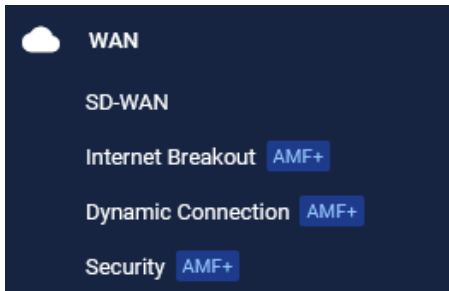 WAN
SD-WAN
Internet Breakout AMF+
Dynamic Connection AMF+
Security AMF+